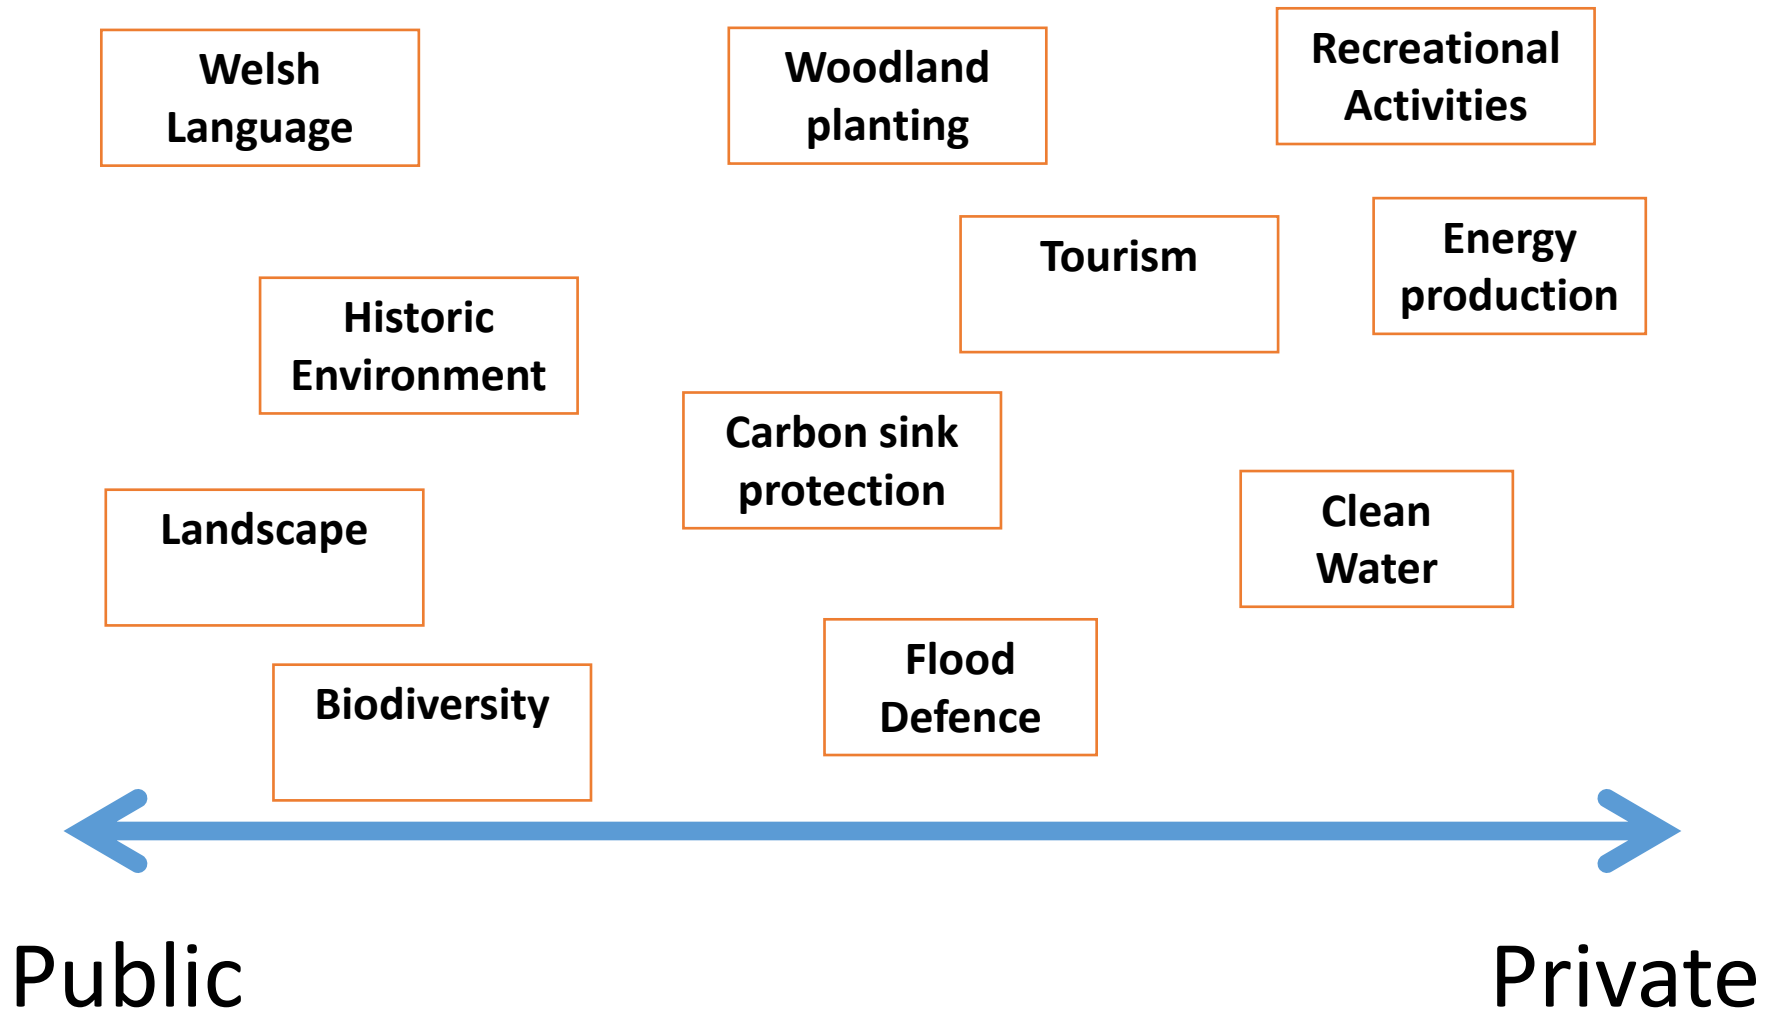 Welsh
Language
Woodland
planting
Recreational
Activities
Tourism
Energy
production
Historic
Environment
Carbon sink
protection
Landscape
Clean
Water
Biodiversity
Flood
Defence
Public
Private